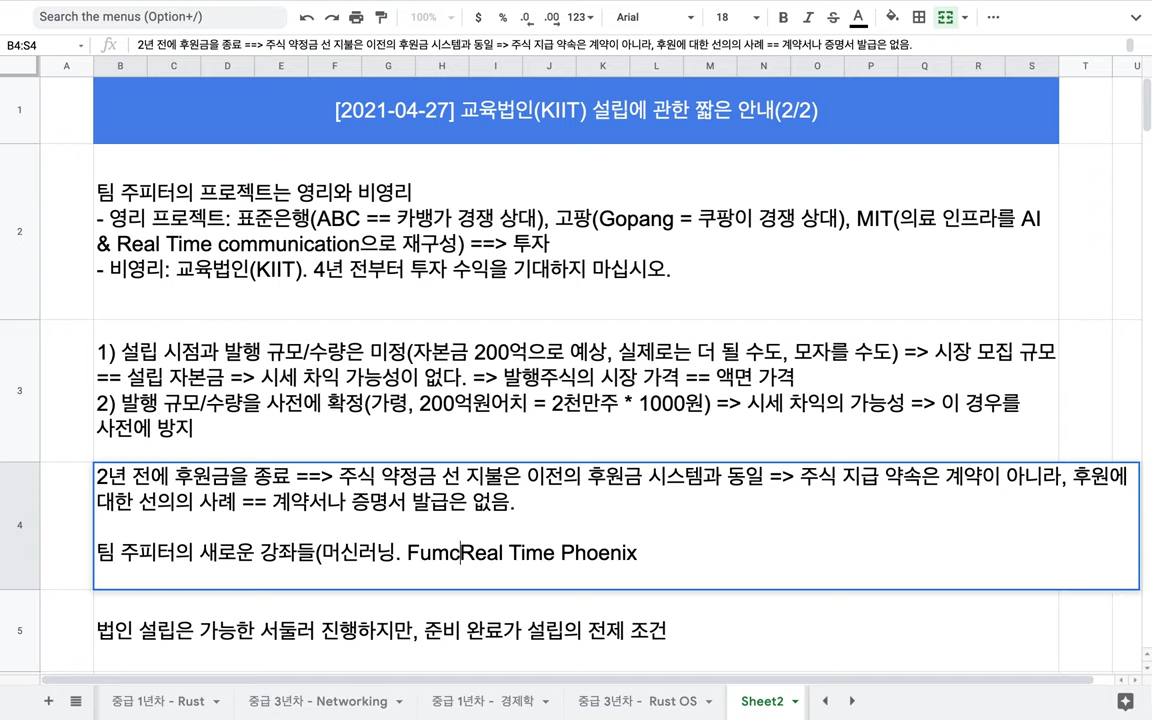 Search the menus (Option+/)
100%
$ % .0 .00 123
Arial
18
B I S A
B4:S4
fx
2년 전에 후원금을 종료 ==> 주식 약정금 선 지불은 이전의 후원금 시스템과 동일 => 주식 지급 약속은 계약이 아니라, 후원에 대한 선의의 사례 == 계약서나 증명서 발급은 없음.
A B C D E F G H I J K L M N O P Q R S T U
1
[2021-04-27] 교육법인(KIIT) 설립에 관한 짧은 안내(2/2)
2
팀 주피터의 프로젝트는 영리와 비영리
- 영리 프로젝트: 표준은행(ABC == 카뱅가 경쟁 상대), 고팡(Gopang = 쿠팡이 경쟁 상대), MIT(의료 인프라를 AI
& Real Time communication으로 재구성) ==> 투자
- 비영리: 교육법인(KIIT). 4년 전부터 투자 수익을 기대하지 마십시오.
3
1) 설립 시점과 발행 규모/수량은 미정(자본금 200억으로 예상, 실제로는 더 될 수도, 모자를 수도) => 시장 모집 규모
== 설립 자본금 => 시세 차익 가능성이 없다. => 발행주식의 시장 가격 == 액면 가격
2) 발행 규모/수량을 사전에 확정(가령, 200억원어치 = 2천만주 * 1000원) => 시세 차익의 가능성 => 이 경우를
사전에 방지
4
2년 전에 후원금을 종료 ==> 주식 약정금 선 지불은 이전의 후원금 시스템과 동일 => 주식 지급 약속은 계약이 아니라, 후원에
대한 선의의 사례 == 계약서나 증명서 발급은 없음.
팀 주피터의 새로운 강좌들(머신러닝. FumcReal Time Phoenix
5
법인 설립은 가능한 서둘러 진행하지만, 준비 완료가 설립의 전제 조건
중급 1년차 - Rust
중급 3년차 - Networking
중급 1년차 - 경제학
중급 3년차 - Rust OS
Sheet2